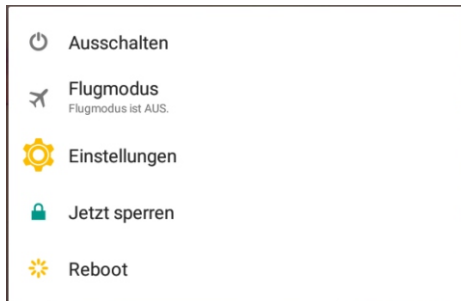 Ausschalten
Flugmodus
Flugmodus ist AUS.
Einstellungen
Jetzt sperren
Reboot